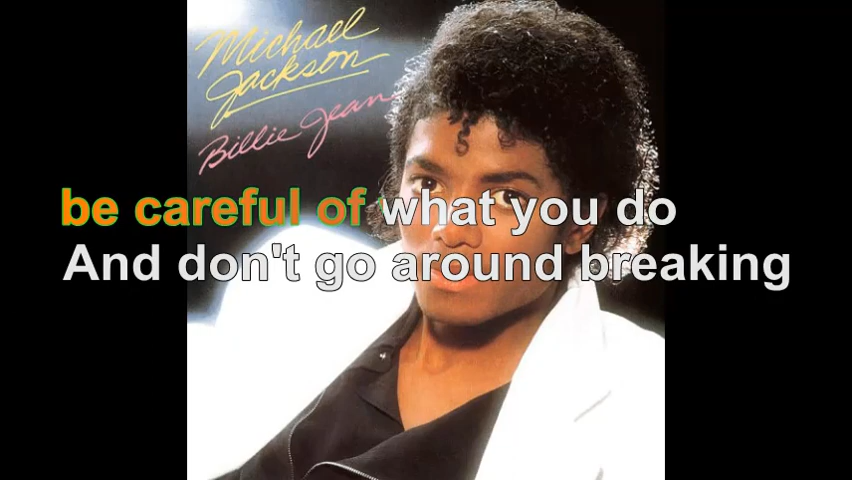 Michael
Jackson
Billie Jean
be careful of what you do
And don't go around breaking